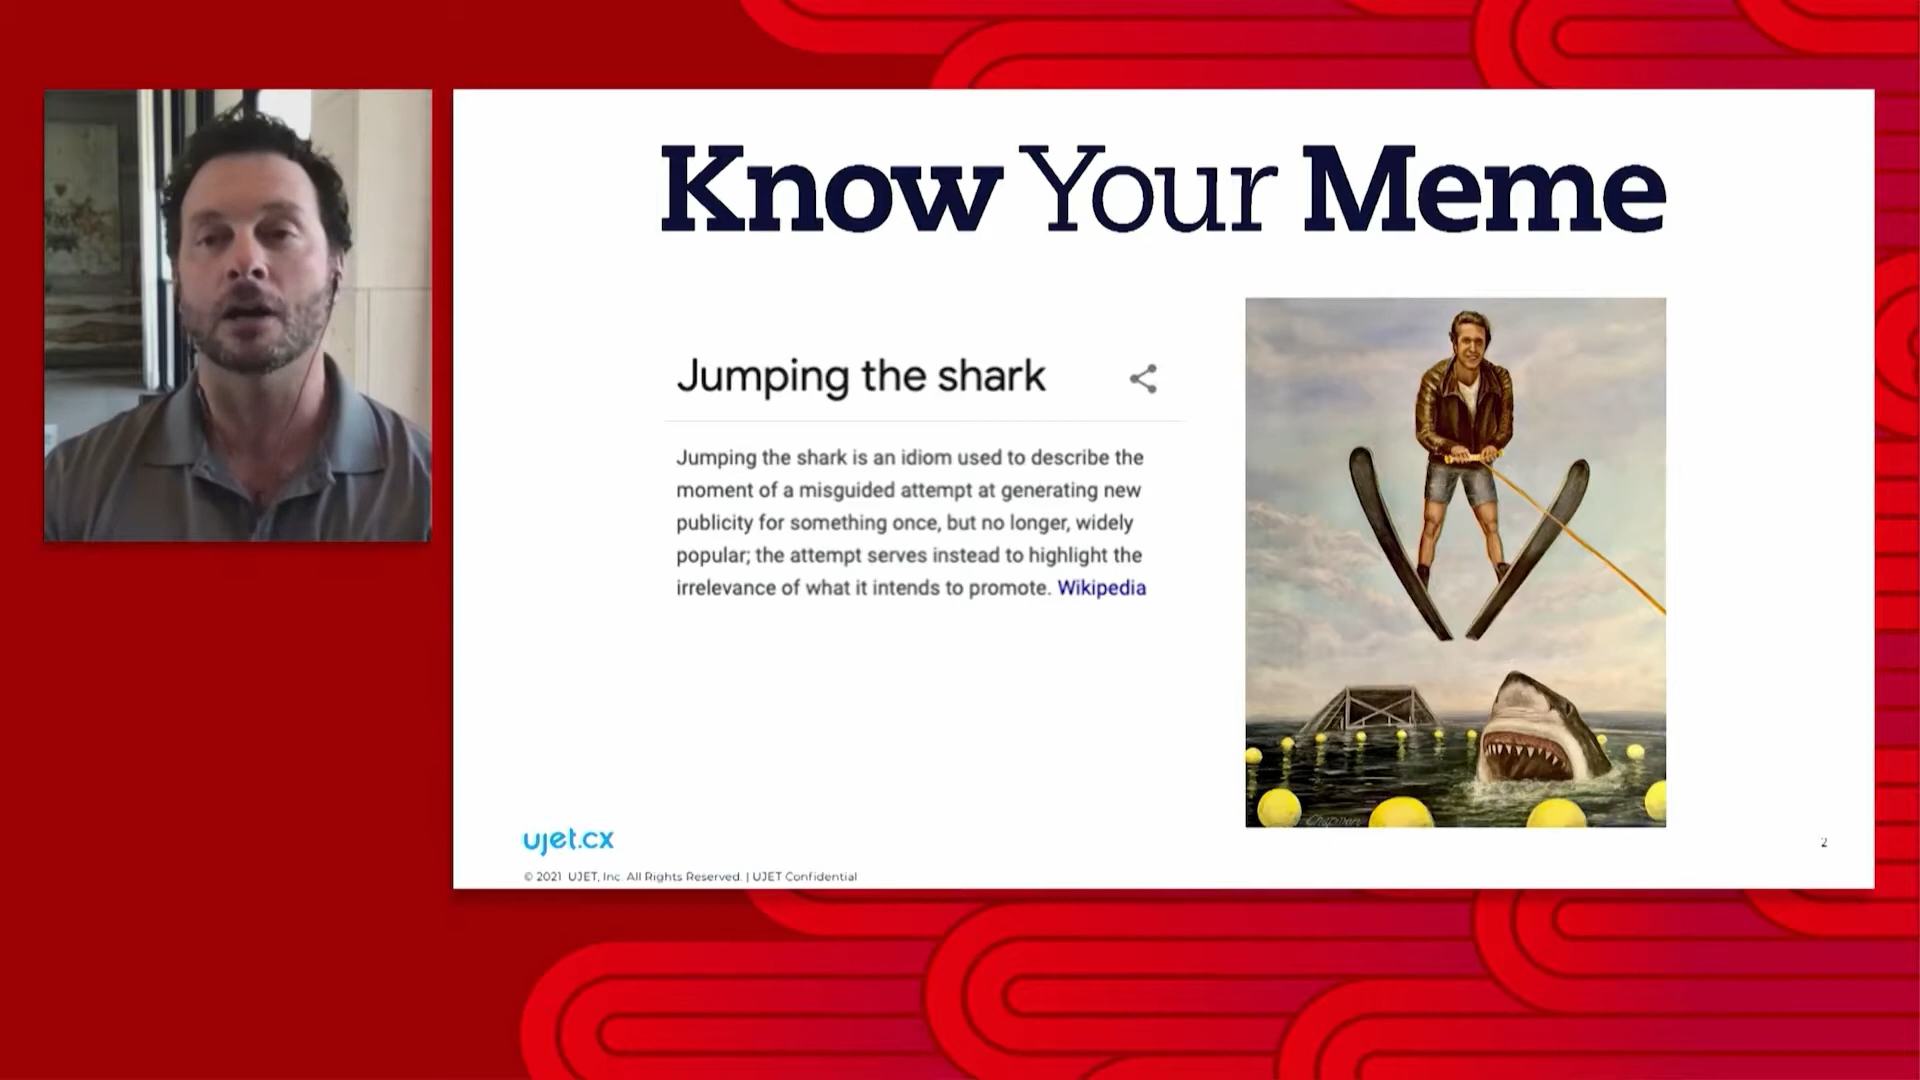 Know Your Meme
Jumping the shark
Jumping the shark is an idiom used to describe the
moment of a misguided attempt at generating new
publicity for something once, but no longer, widely
popular; the attempt serves instead to highlight the
irrelevance of what it intends to promote. Wikipedia
Chapman
ujet.cx
2
© 2021 UJET, Inc. All Rights Reserved. | UJET Confidential